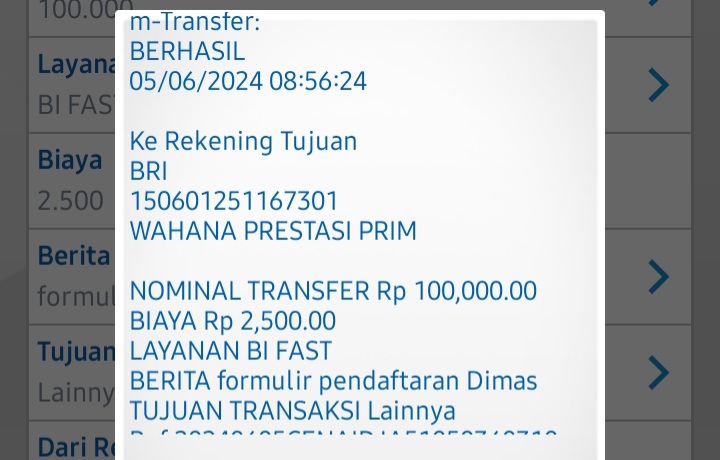 100.000
m-Transfer:
BERHASIL
05/06/2024 08:56:24
Layana
BI FAS
Ke Rekening Tujuan
BRI
150601251167301
WAHANA PRESTASI PRIM
Biaya
2.500
Berita
formul
NOMINAL TRANSFER Rp 100,000.00
BIAYA Rp 2,500.00
LAYANAN BI FAST
BERITA formulir pendaftaran Dimas
TUJUAN TRANSAKSI Lainnya
Tujuan
Lainny
Dari Re